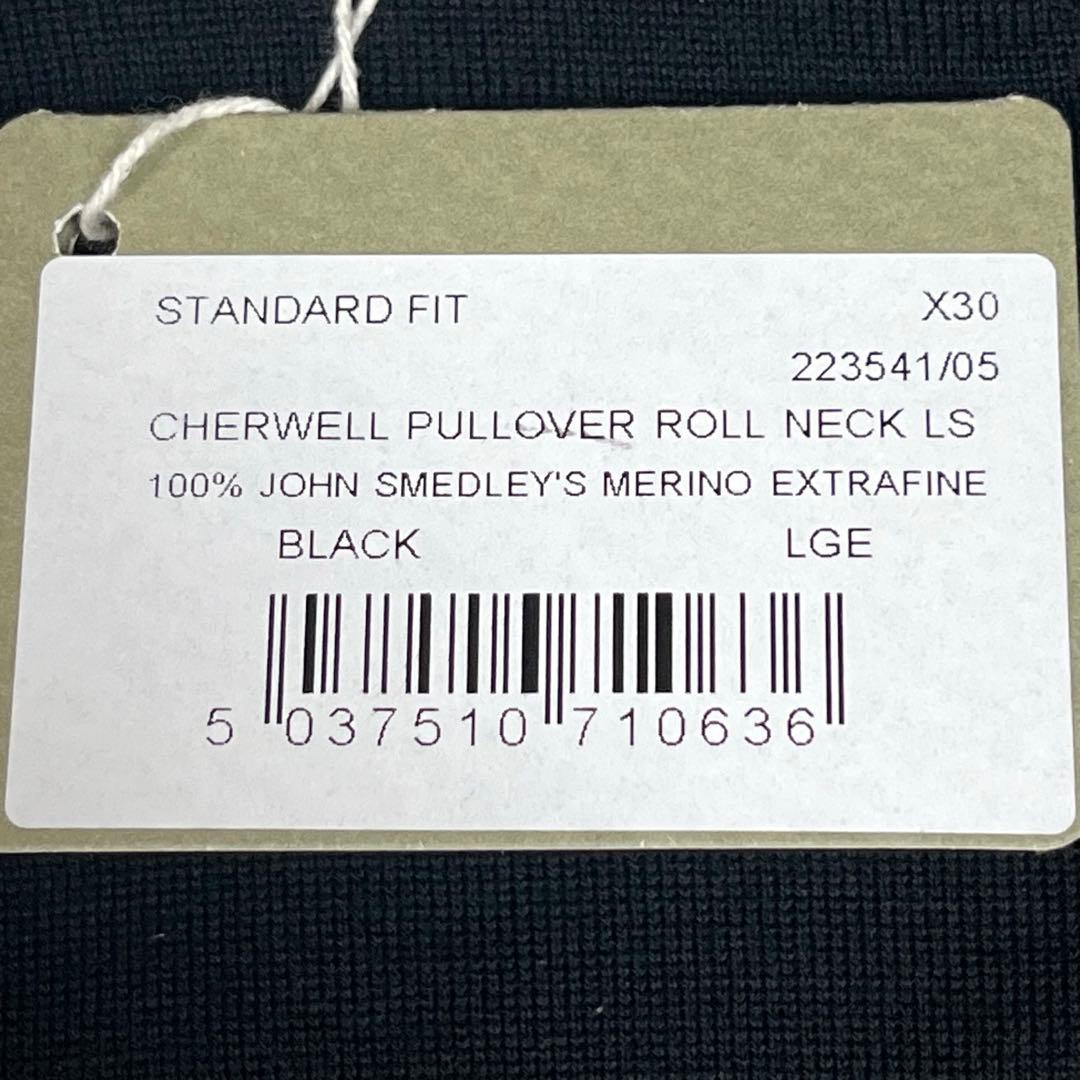 STANDARD FIT X30
223541/05
CHERWELL PULLOVER ROLL NECK LS
100% JOHN SMEDLEY'S MERINO EXTRAFINE
BLACK LGE
5 037510 710636